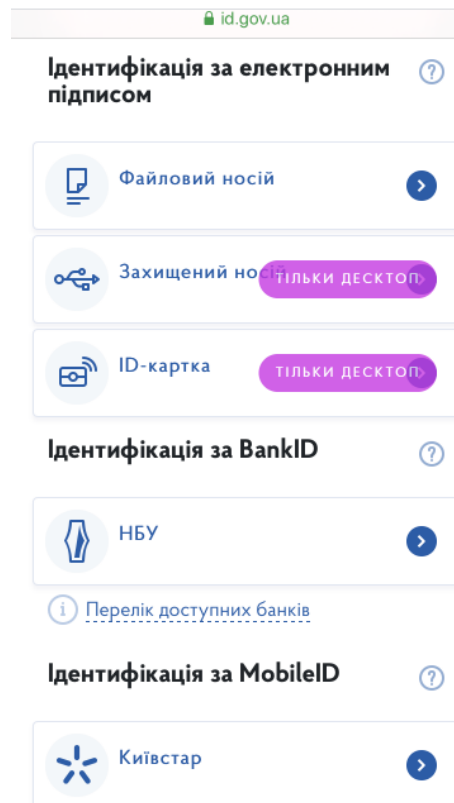 id.gov.ua
Ідентифікація за електронним
підписом
Файловий носій
Захищений носій
ТІЛЬКИ ДЕСКТОП
ID-картка
ТІЛЬКИ ДЕСКТОП
Ідентифікація за BankID
НБУ
Перелік доступних банків
Ідентифікація за MobileID
Київстар